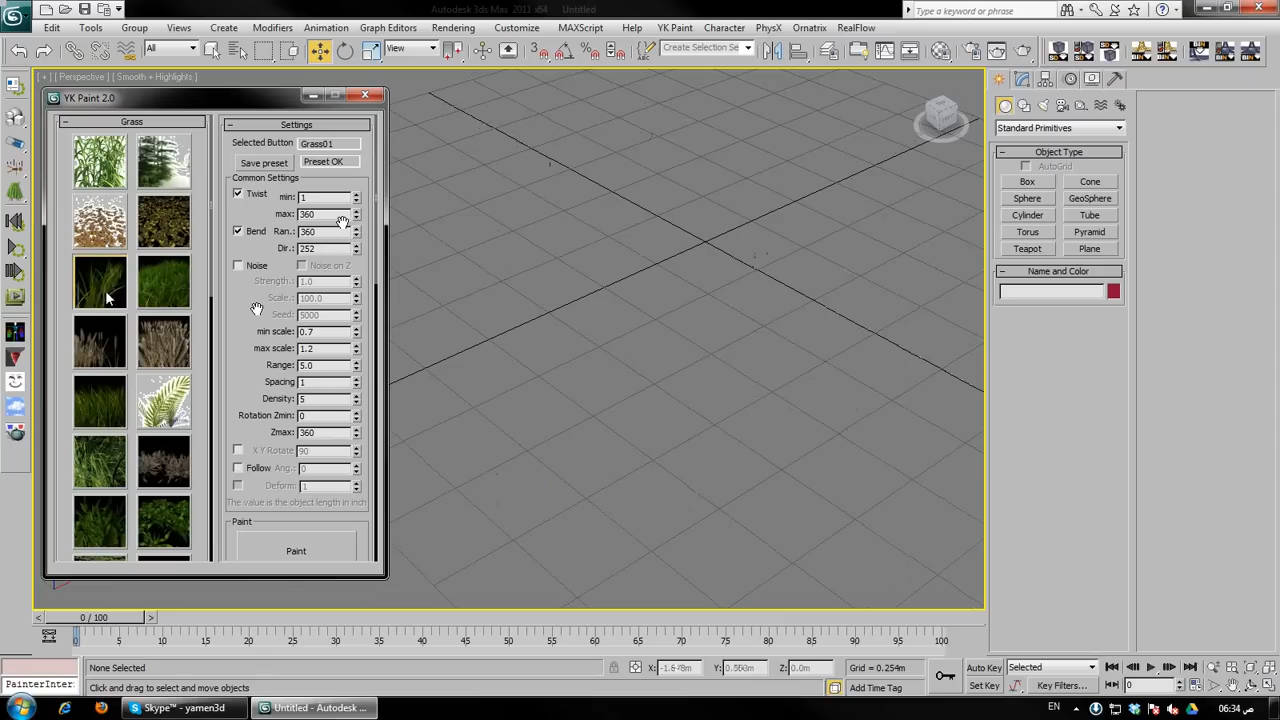 Autodesk 3ds Max 2011 x64 Untitled
Type a keyword or phrase
Edit Tools Group Views Create Modifiers Animation Graph Editors Rendering Customize MAXScript YK Paint Character PhysX Ornatrix RealFlow
All View Create Selection Se
[ + ] [ Perspective ] [ Smooth + Highlights ]
YK Paint 2.0
Grass
Settings
Selected Button Grass01
Save preset Preset OK
Common Settings
Twist min: 1
max: 360
Bend Ran.: 360
Dir.: 252
Noise Noise on Z
Strength.: 1.0
Scale.: 100.0
Seed: 5000
min scale: 0.7
max scale: 1.2
Range: 5.0
Spacing 1
Density: 5
Rotation Zmin: 0
Zmax: 360
X Y Rotate 90
Follow Ang.: 0
Deform: 1
The value is the object length in inch
Paint
Paint
Standard Primitives
Object Type
AutoGrid
Box Cone
Sphere GeoSphere
Cylinder Tube
Torus Pyramid
Teapot Plane
Name and Color
< 0 / 100 >
0 5 10 15 20 25 30 35 40 45 50 55 60 65 70 75 80 85 90 95 100
None Selected X: -1.678m Y: 0.553m Z: 0.0m Grid = 0.254m Auto Key Selected
PainterInter Click and drag to select and move objects Add Time Tag Set Key Key Filters... 0
Skype™ - yamen3d Untitled - Autodesk ... EN 06:34 ص